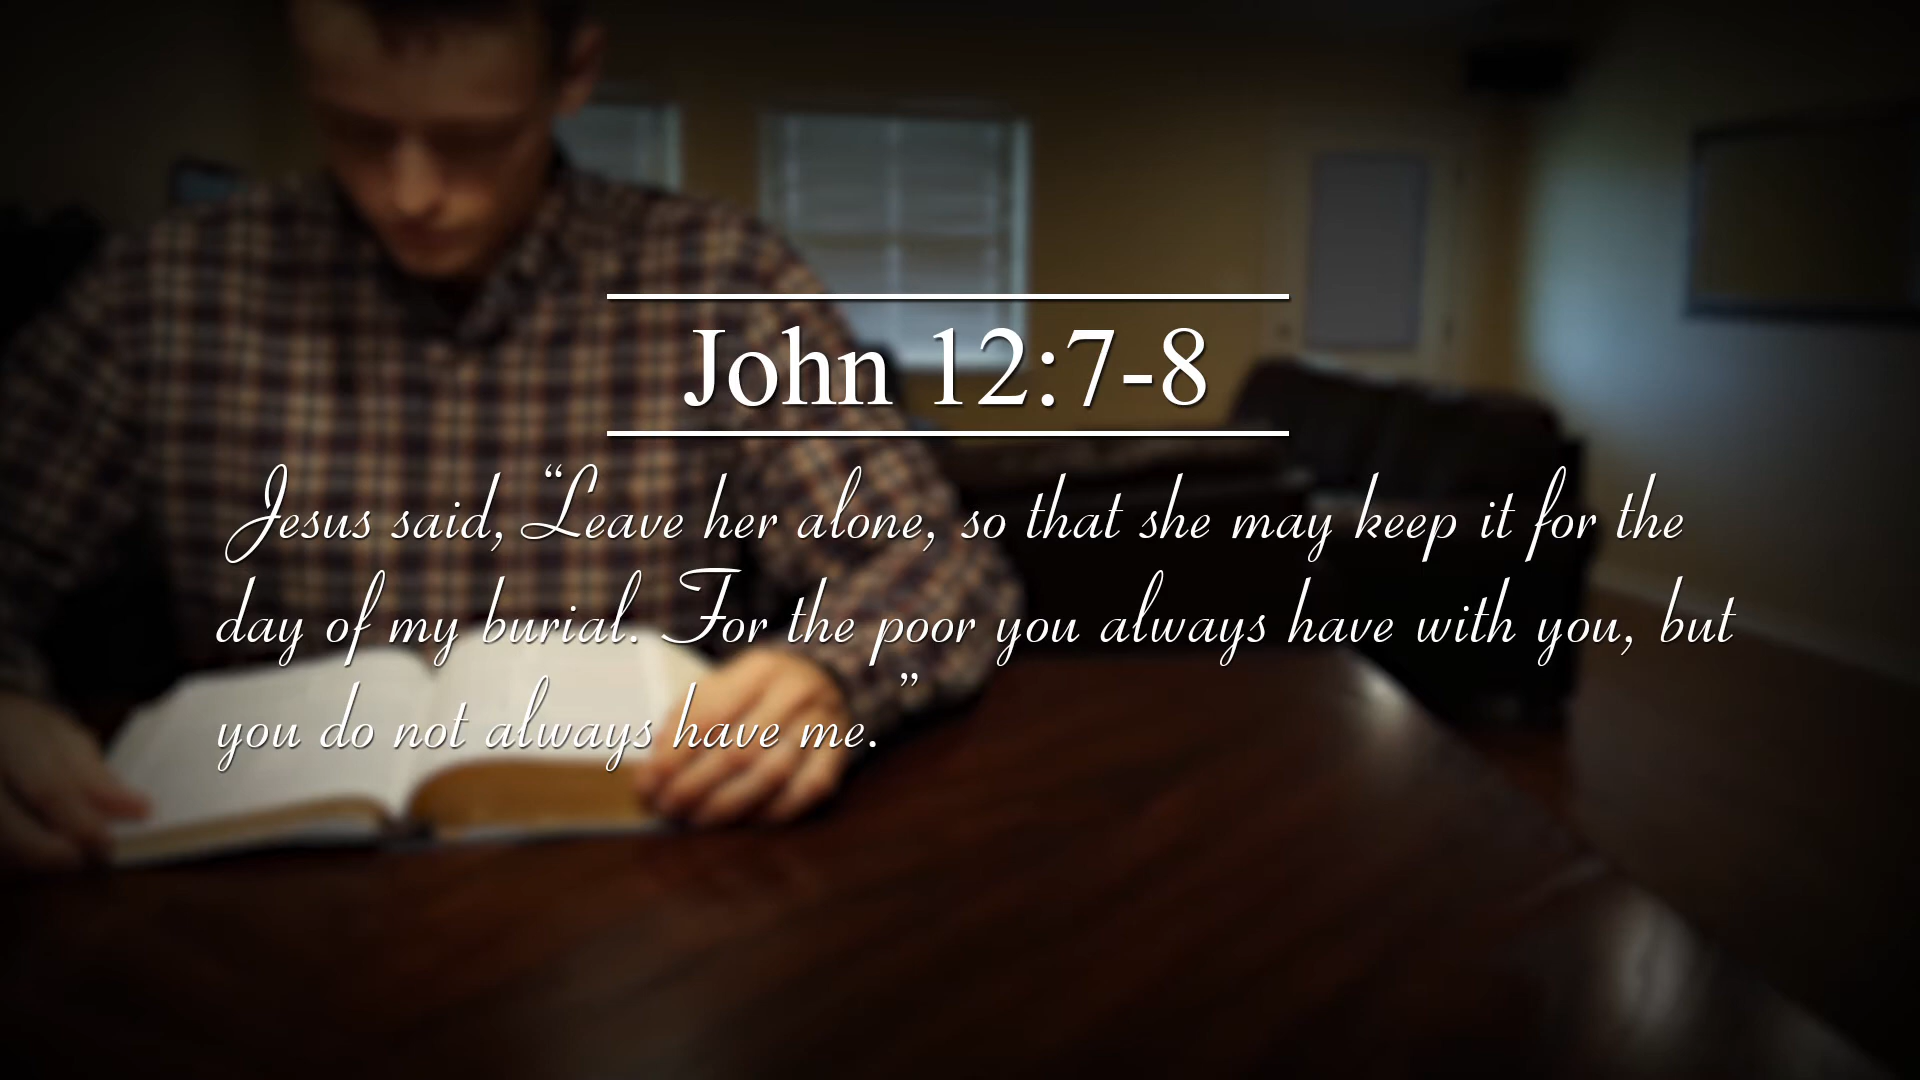 John 12:7-8
Jesus said, “Leave her alone, so that she may keep it for the
day of my burial. For the poor you always have with you, but
you do not always have me.”